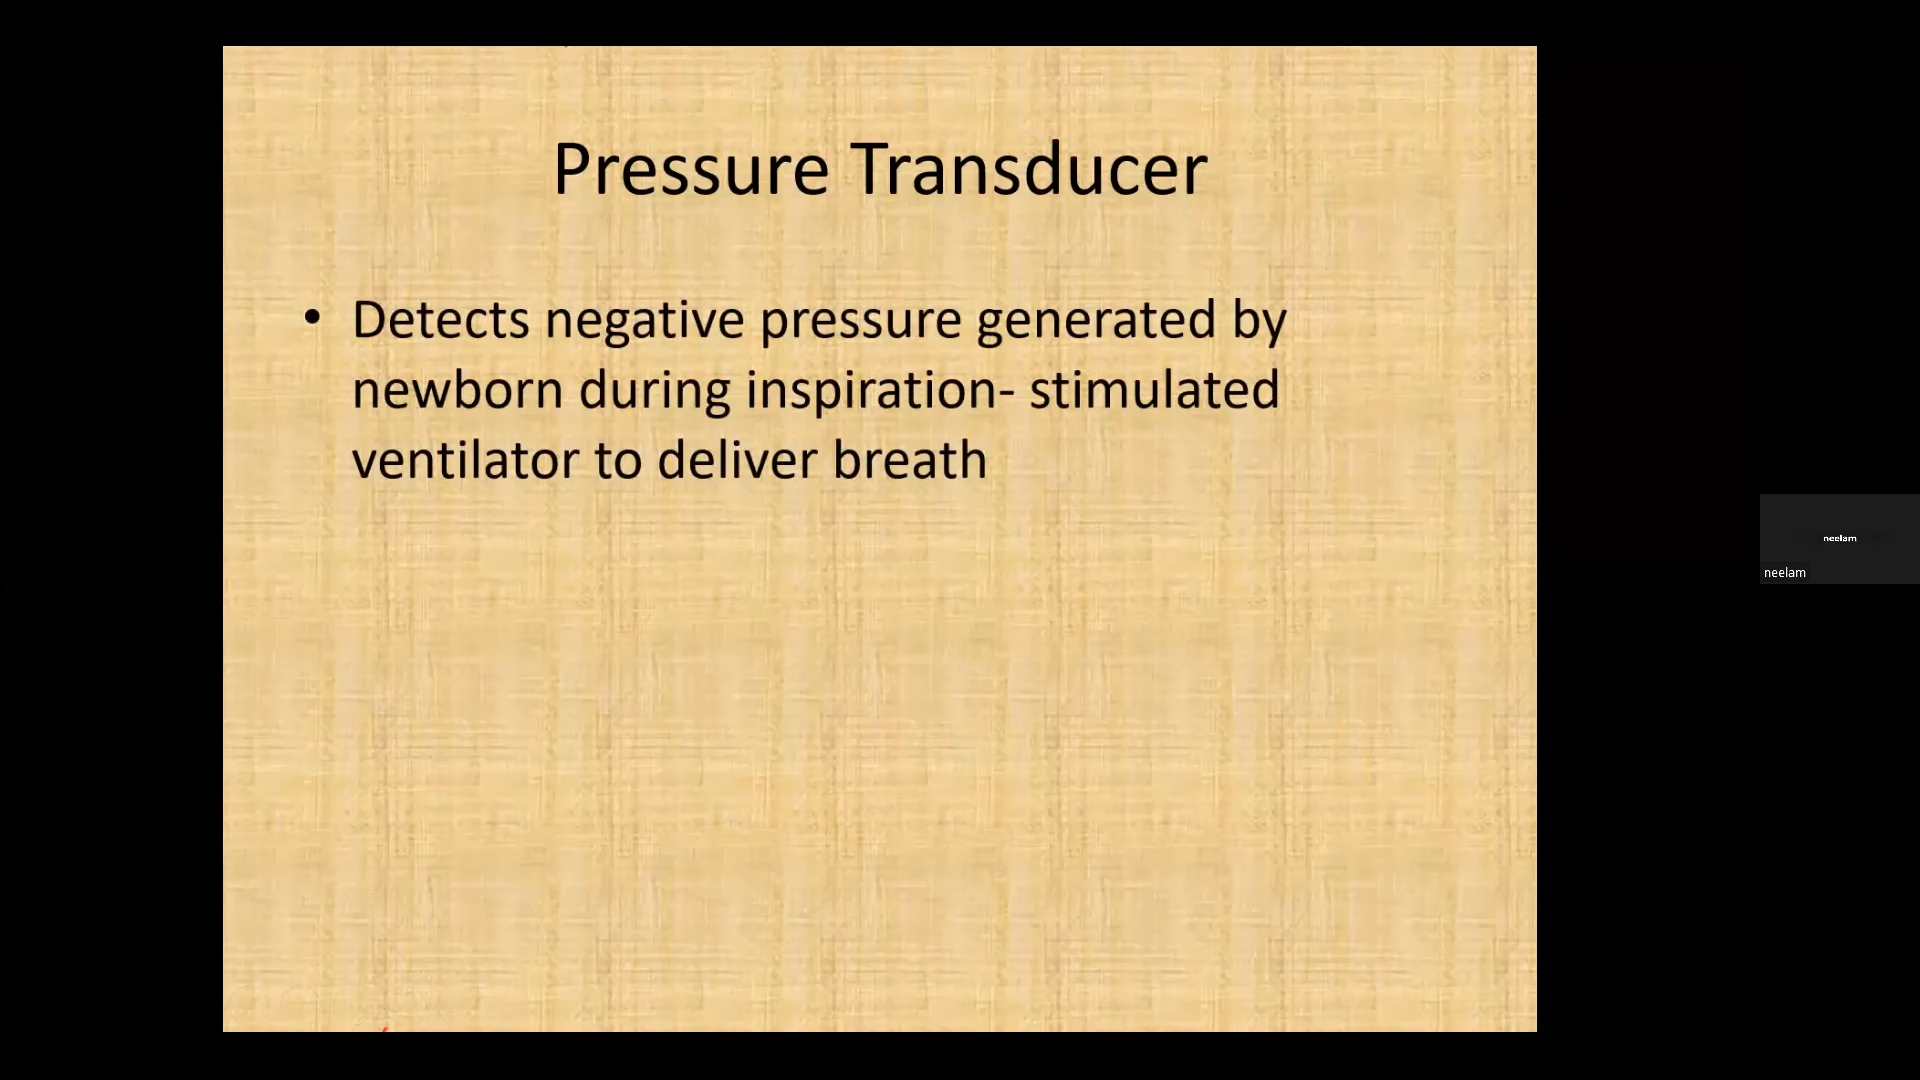 Pressure Transducer
• Detects negative pressure generated by
newborn during inspiration- stimulated
ventilator to deliver breath
neelam
neelam